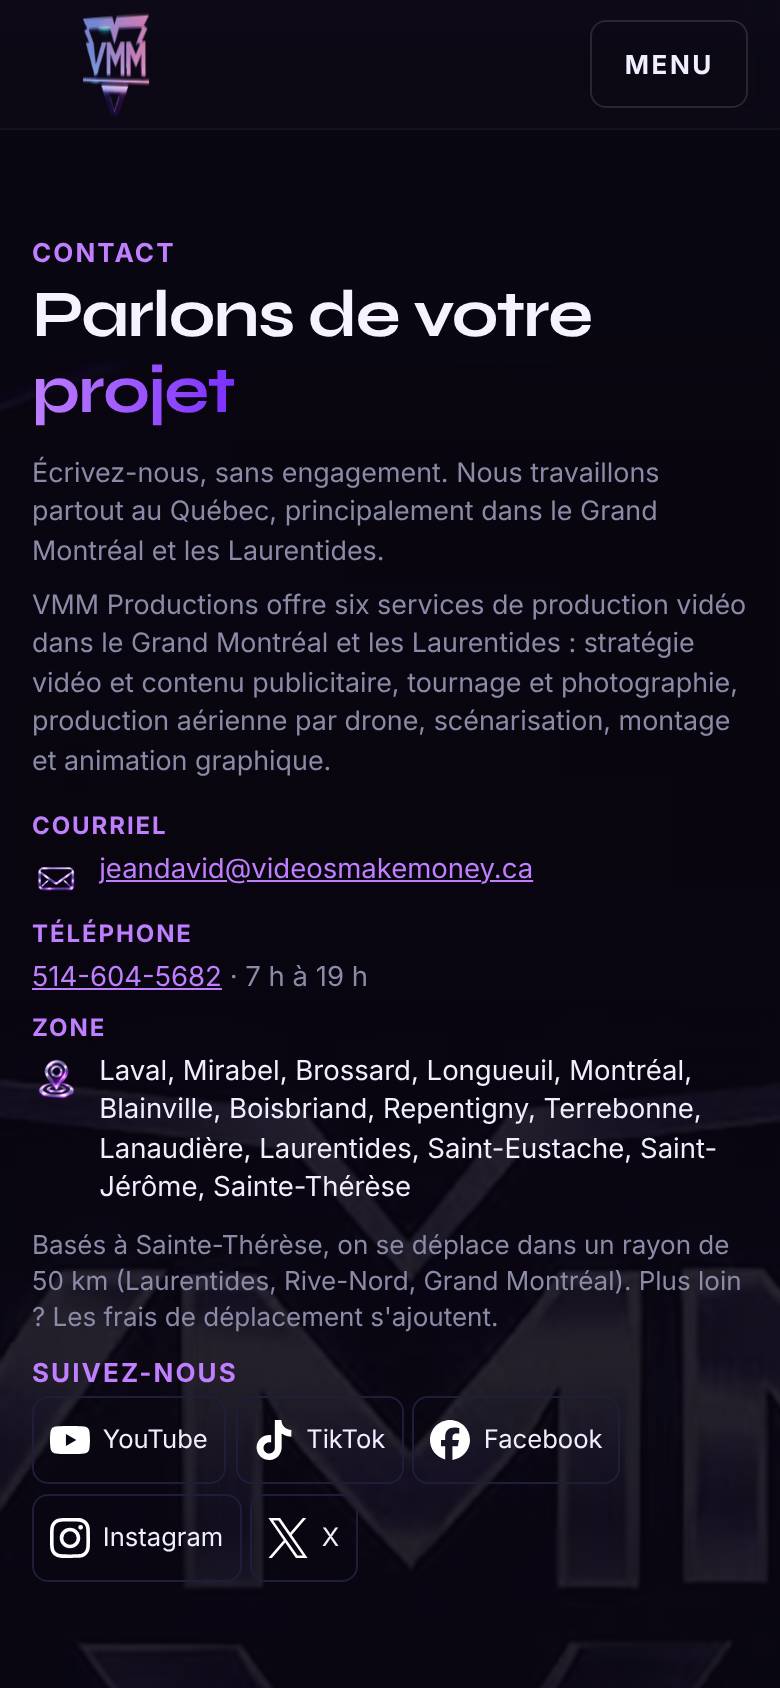 VMM
MENU
CONTACT
Parlons de votre
projet
Écrivez-nous, sans engagement. Nous travaillons
partout au Québec, principalement dans le Grand
Montréal et les Laurentides.
VMM Productions offre six services de production vidéo
dans le Grand Montréal et les Laurentides : stratégie
vidéo et contenu publicitaire, tournage et photographie,
production aérienne par drone, scénarisation, montage
et animation graphique.
COURRIEL
jeandavid@videosmakemoney.ca
TÉLÉPHONE
514-604-5682 · 7 h à 19 h
ZONE
Laval, Mirabel, Brossard, Longueuil, Montréal,
Blainville, Boisbriand, Repentigny, Terrebonne,
Lanaudière, Laurentides, Saint-Eustache, Saint-
Jérôme, Sainte-Thérèse
Basés à Sainte-Thérèse, on se déplace dans un rayon de
50 km (Laurentides, Rive-Nord, Grand Montréal). Plus loin
? Les frais de déplacement s'ajoutent.
SUIVEZ-NOUS
YouTube TikTok Facebook
Instagram X